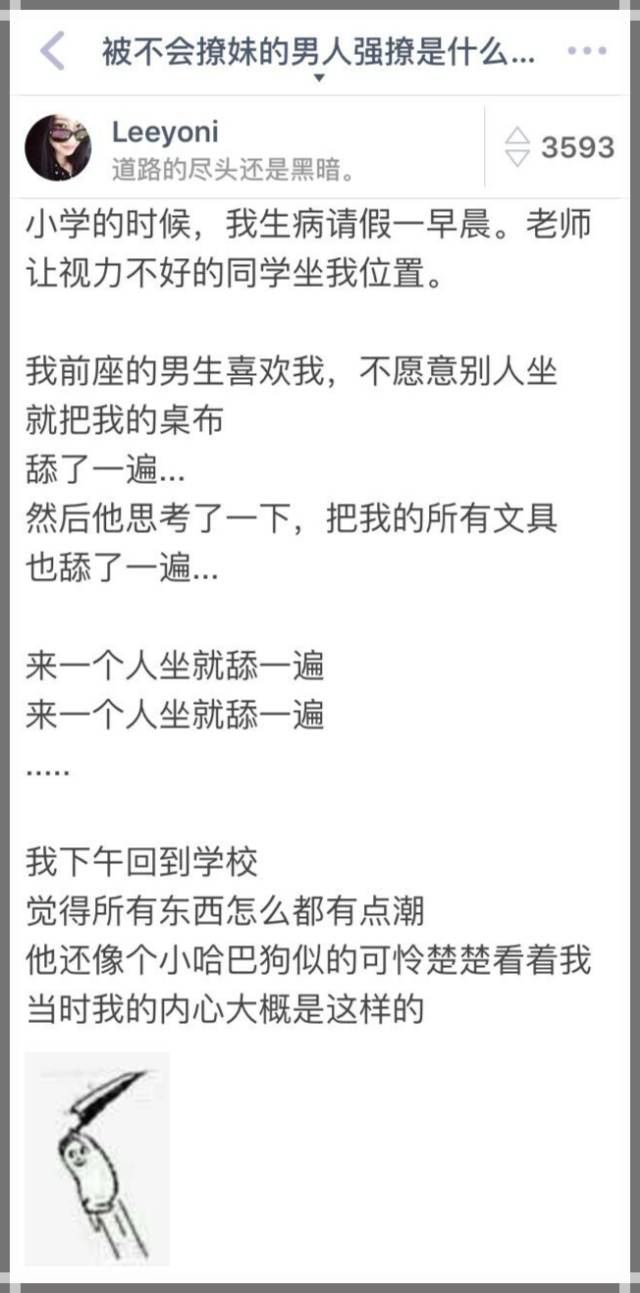 被不会撩妹的男人强撩是什么...
Leeyoni
道路的尽头还是黑暗。
3593
小学的时候，我生病请假一早晨。老师
让视力不好的同学坐我位置。
我前座的男生喜欢我，不愿意别人坐
就把我的桌布
舔了一遍...
然后他思考了一下，把我的所有文具
也舔了一遍...
来一个人坐就舔一遍
来一个人坐就舔一遍
.....
我下午回到学校
觉得所有东西怎么都有点潮
他还像个小哈巴狗似的可怜楚楚看着我
当时我的内心大概是这样的